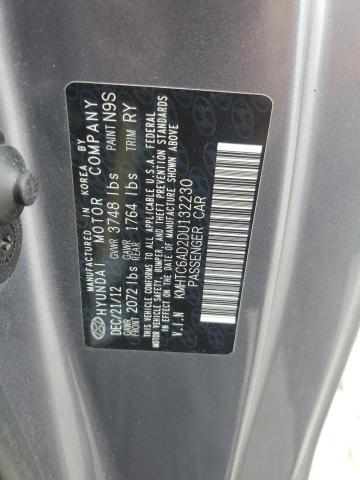 MANUFACTURED IN KOREA BY
HYUNDAI MOTOR COMPANY
DEC/21/12 GVWR 3748 lbs PAINT N9S
GAWR FRONT 2072 lbs GAWR REAR 1764 lbs TRIM RY
THIS VEHICLE CONFORMS TO ALL APPLICABLE U.S.A. FEDERAL
MOTOR VEHICLE SAFETY, BUMPER, AND THEFT PREVENTION
STANDARDS IN EFFECT ON THE DATE OF MANUFACTURE SHOWN ABOVE
V.I.N KMHTC6AD2DU132230
PASSENGER CAR